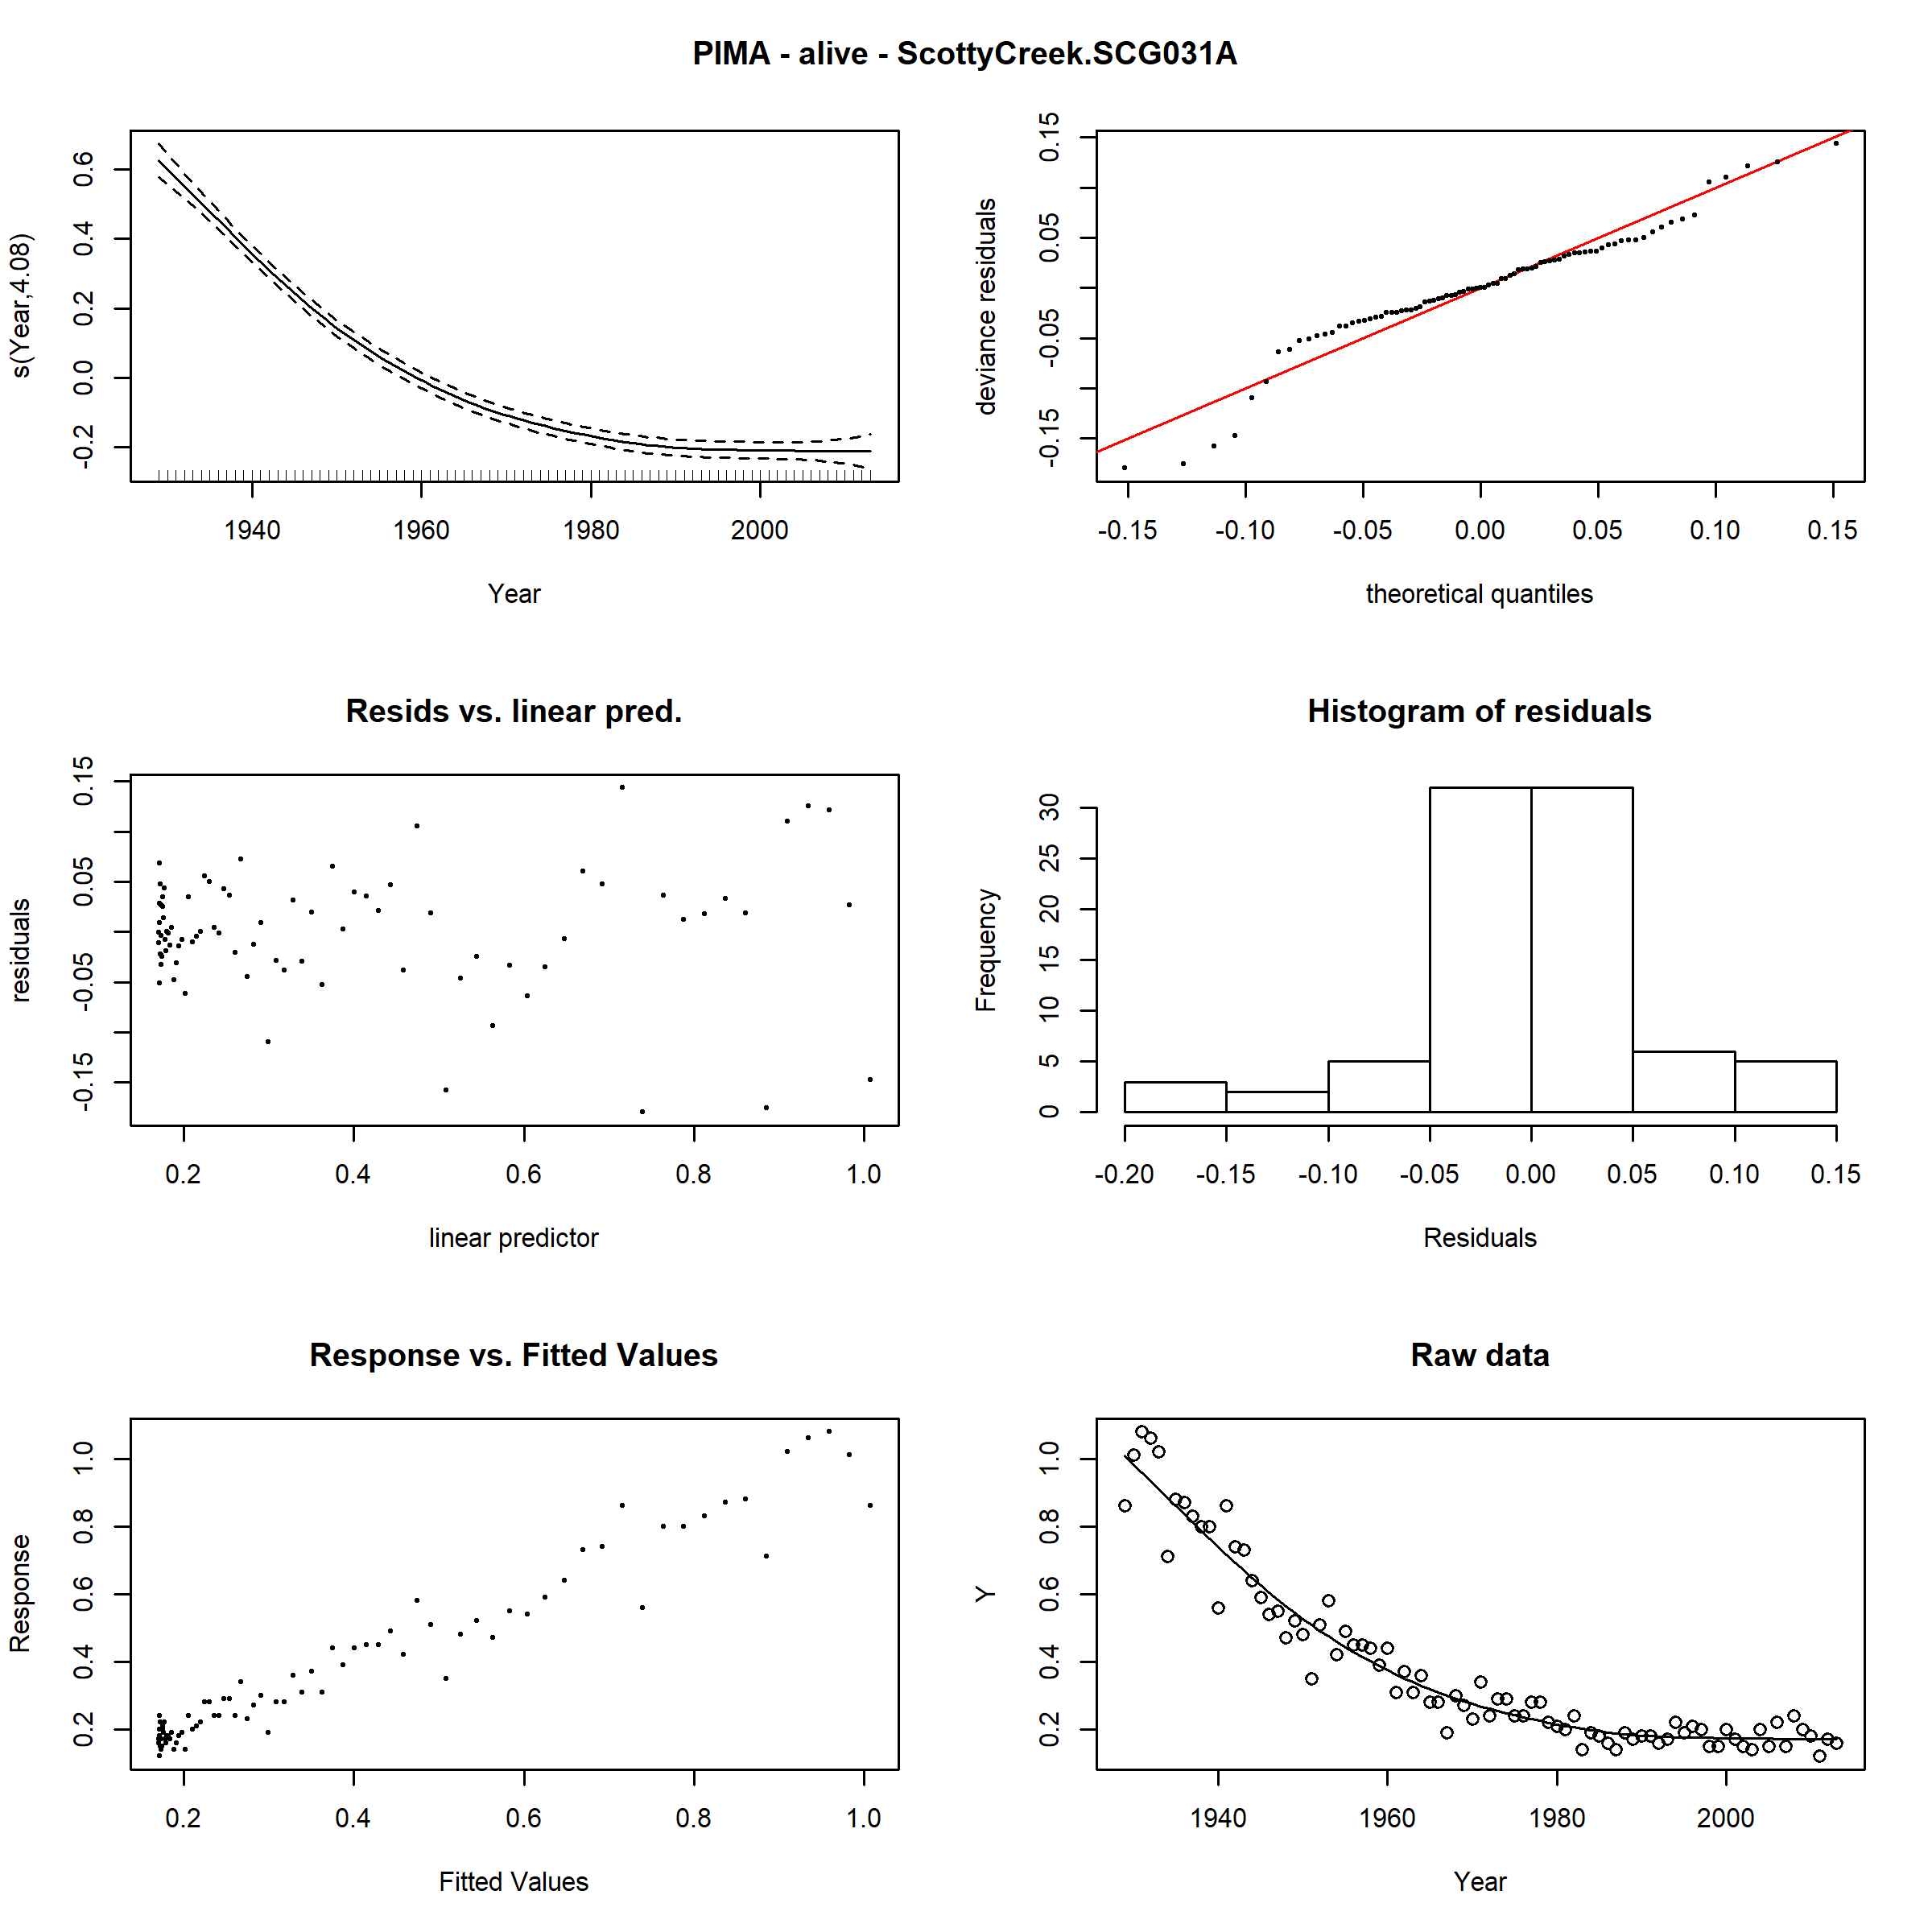 PIMA - alive - ScottyCreek.SCG031A
s(Year,4.08)
0.6
0.4
0.2
0.0
-0.2
1940 1960 1980 2000
Year
deviance residuals
0.15
0.05
-0.05
-0.15
-0.15 -0.10 -0.05 0.00 0.05 0.10 0.15
theoretical quantiles
Resids vs. linear pred.
residuals
0.15
0.05
-0.05
-0.15
0.2 0.4 0.6 0.8 1.0
linear predictor
Histogram of residuals
Frequency
30
25
20
15
10
5
0
-0.20 -0.15 -0.10 -0.05 0.00 0.05 0.10 0.15
Residuals
Response vs. Fitted Values
Response
1.0
0.8
0.6
0.4
0.2
0.2 0.4 0.6 0.8 1.0
Fitted Values
Raw data
Y
1.0
0.8
0.6
0.4
0.2
1940 1960 1980 2000
Year